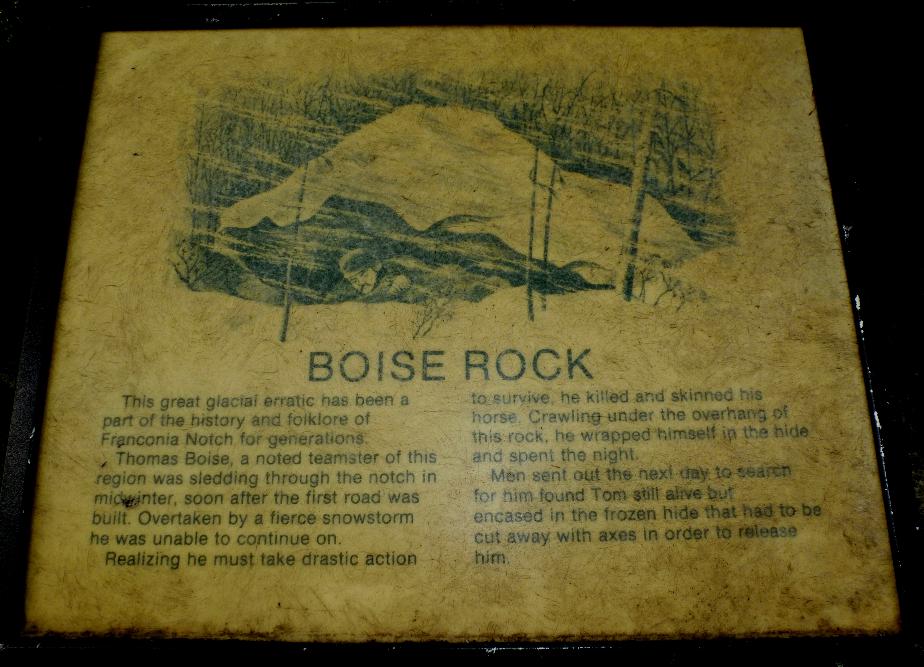 BOISE ROCK
This great glacial erratic has been a
part of the history and folklore of
Franconia Notch for generations.
Thomas Boise, a noted teamster of this
region was sledding through the notch in
midwinter, soon after the first road was
built. Overtaken by a fierce snowstorm
he was unable to continue on.
Realizing he must take drastic action
to survive, he killed and skinned his
horse. Crawling under the overhang of
this rock, he wrapped himself in the hide
and spent the night.
Men sent out the next day to search
for him found Tom still alive but
encased in the frozen hide that had to be
cut away with axes in order to release
him.